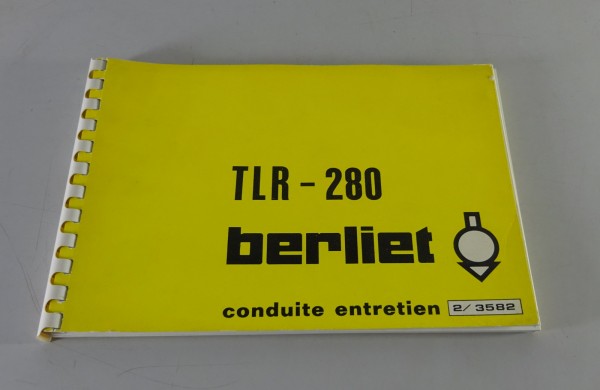 TLR - 280
berliet
conduite entretien 2/3582